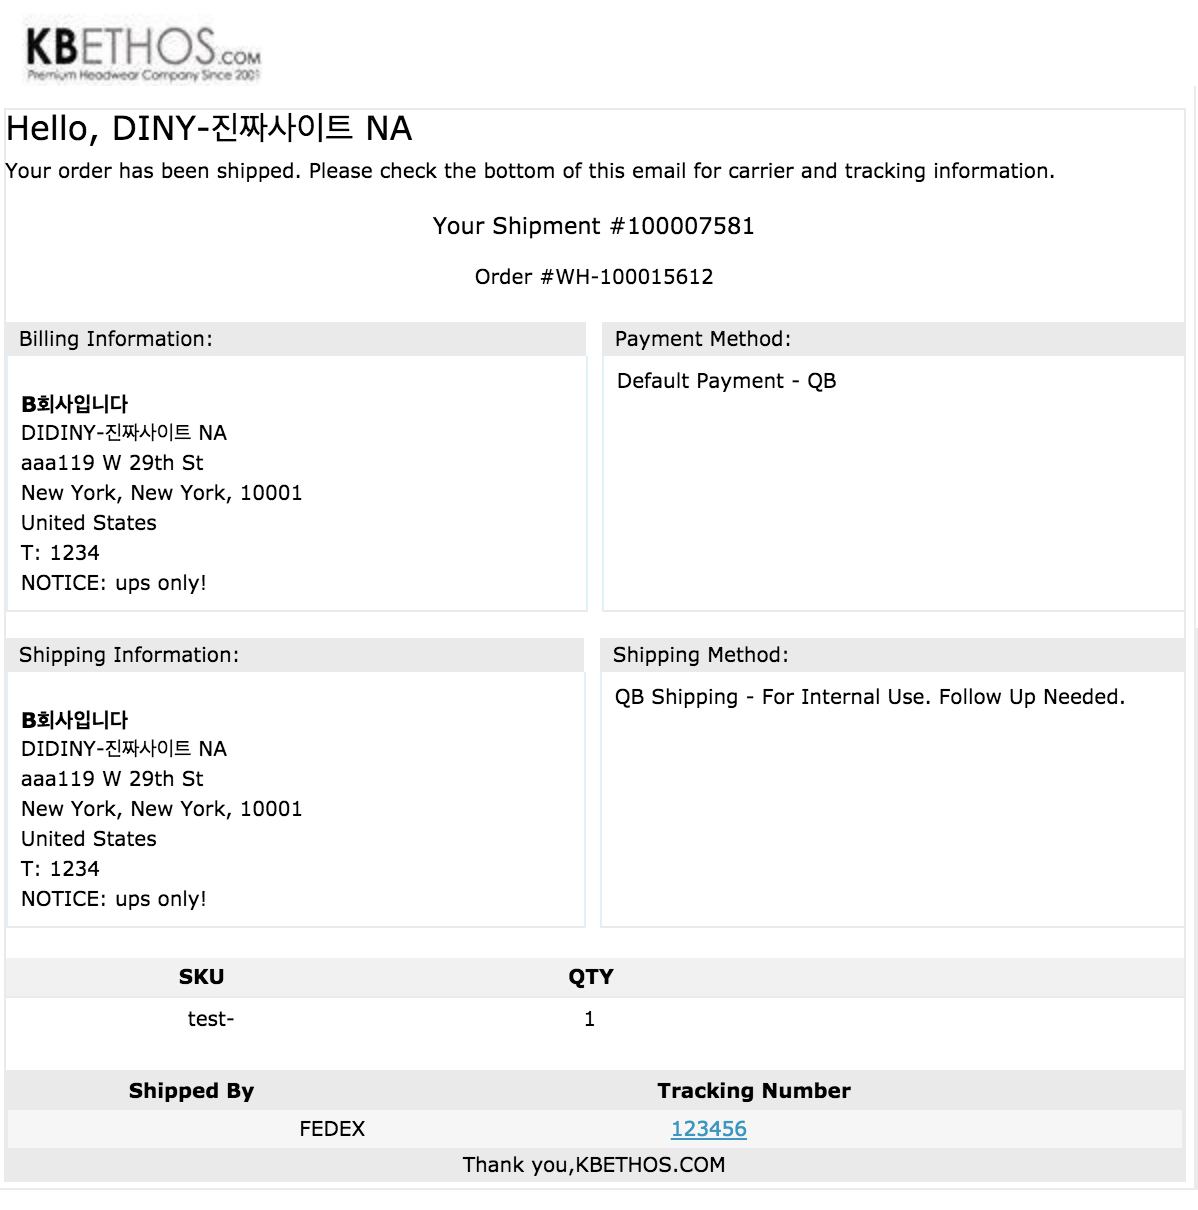 KBETHOS.COM
Premium Headwear Company Since 2001
Hello, DINY-진짜사이트 NA
Your order has been shipped. Please check the bottom of this email for carrier and tracking information.
Your Shipment #100007581
Order #WH-100015612
Billing Information:
B회사입니다
DIDINY-진짜사이트 NA
aaa119 W 29th St
New York, New York, 10001
United States
T: 1234
NOTICE: ups only!
Payment Method:
Default Payment - QB
Shipping Information:
B회사입니다
DIDINY-진짜사이트 NA
aaa119 W 29th St
New York, New York, 10001
United States
T: 1234
NOTICE: ups only!
Shipping Method:
QB Shipping - For Internal Use. Follow Up Needed.
SKU QTY
test- 1
Shipped By Tracking Number
FEDEX 123456
Thank you,KBETHOS.COM